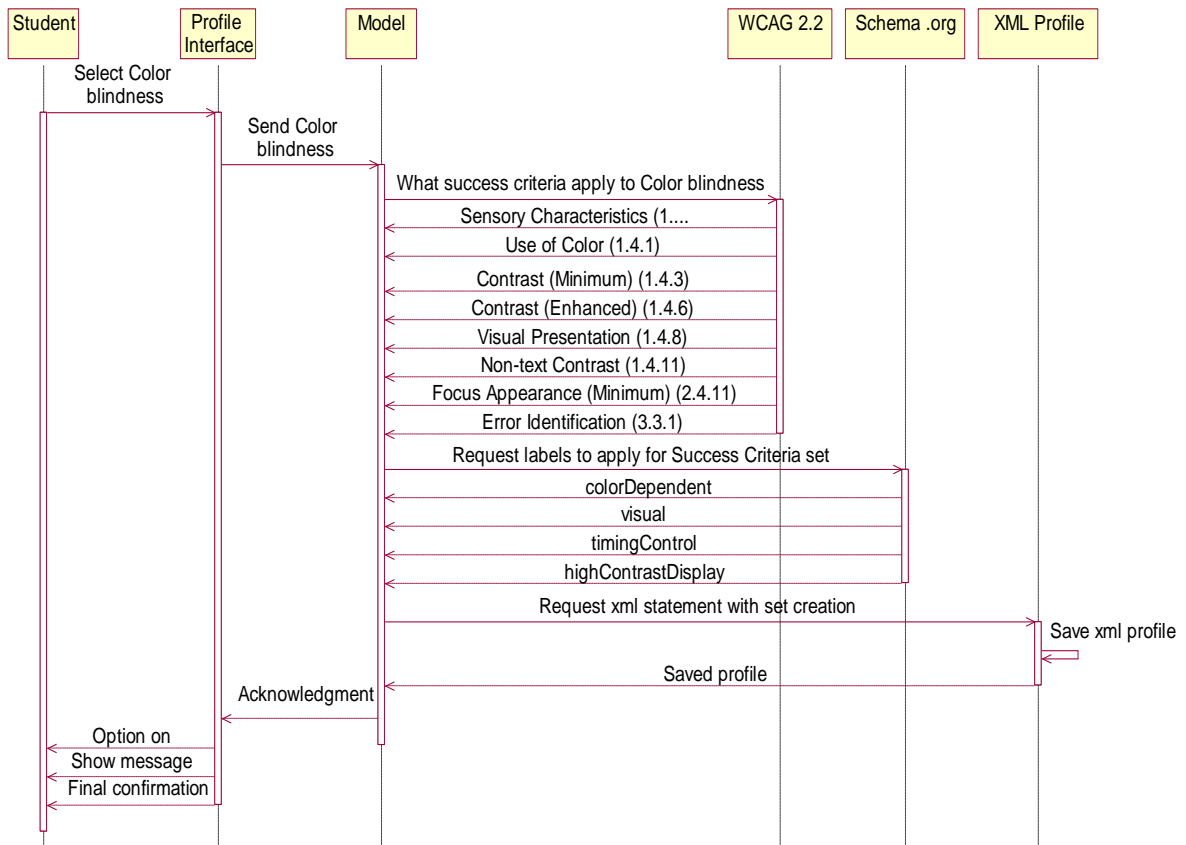 Student
Profile
Interface
Model
WCAG 2.2
Schema .org
XML Profile
Select Color
blindness
Send Color
blindness
What success criteria apply to Color blindness
Sensory Characteristics (1....
Use of Color (1.4.1)
Contrast (Minimum) (1.4.3)
Contrast (Enhanced) (1.4.6)
Visual Presentation (1.4.8)
Non-text Contrast (1.4.11)
Focus Appearance (Minimum) (2.4.11)
Error Identification (3.3.1)
Request labels to apply for Success Criteria set
colorDependent
visual
timingControl
highContrastDisplay
Request xml statement with set creation
Save xml profile
Saved profile
Acknowledgment
Option on
Show message
Final confirmation